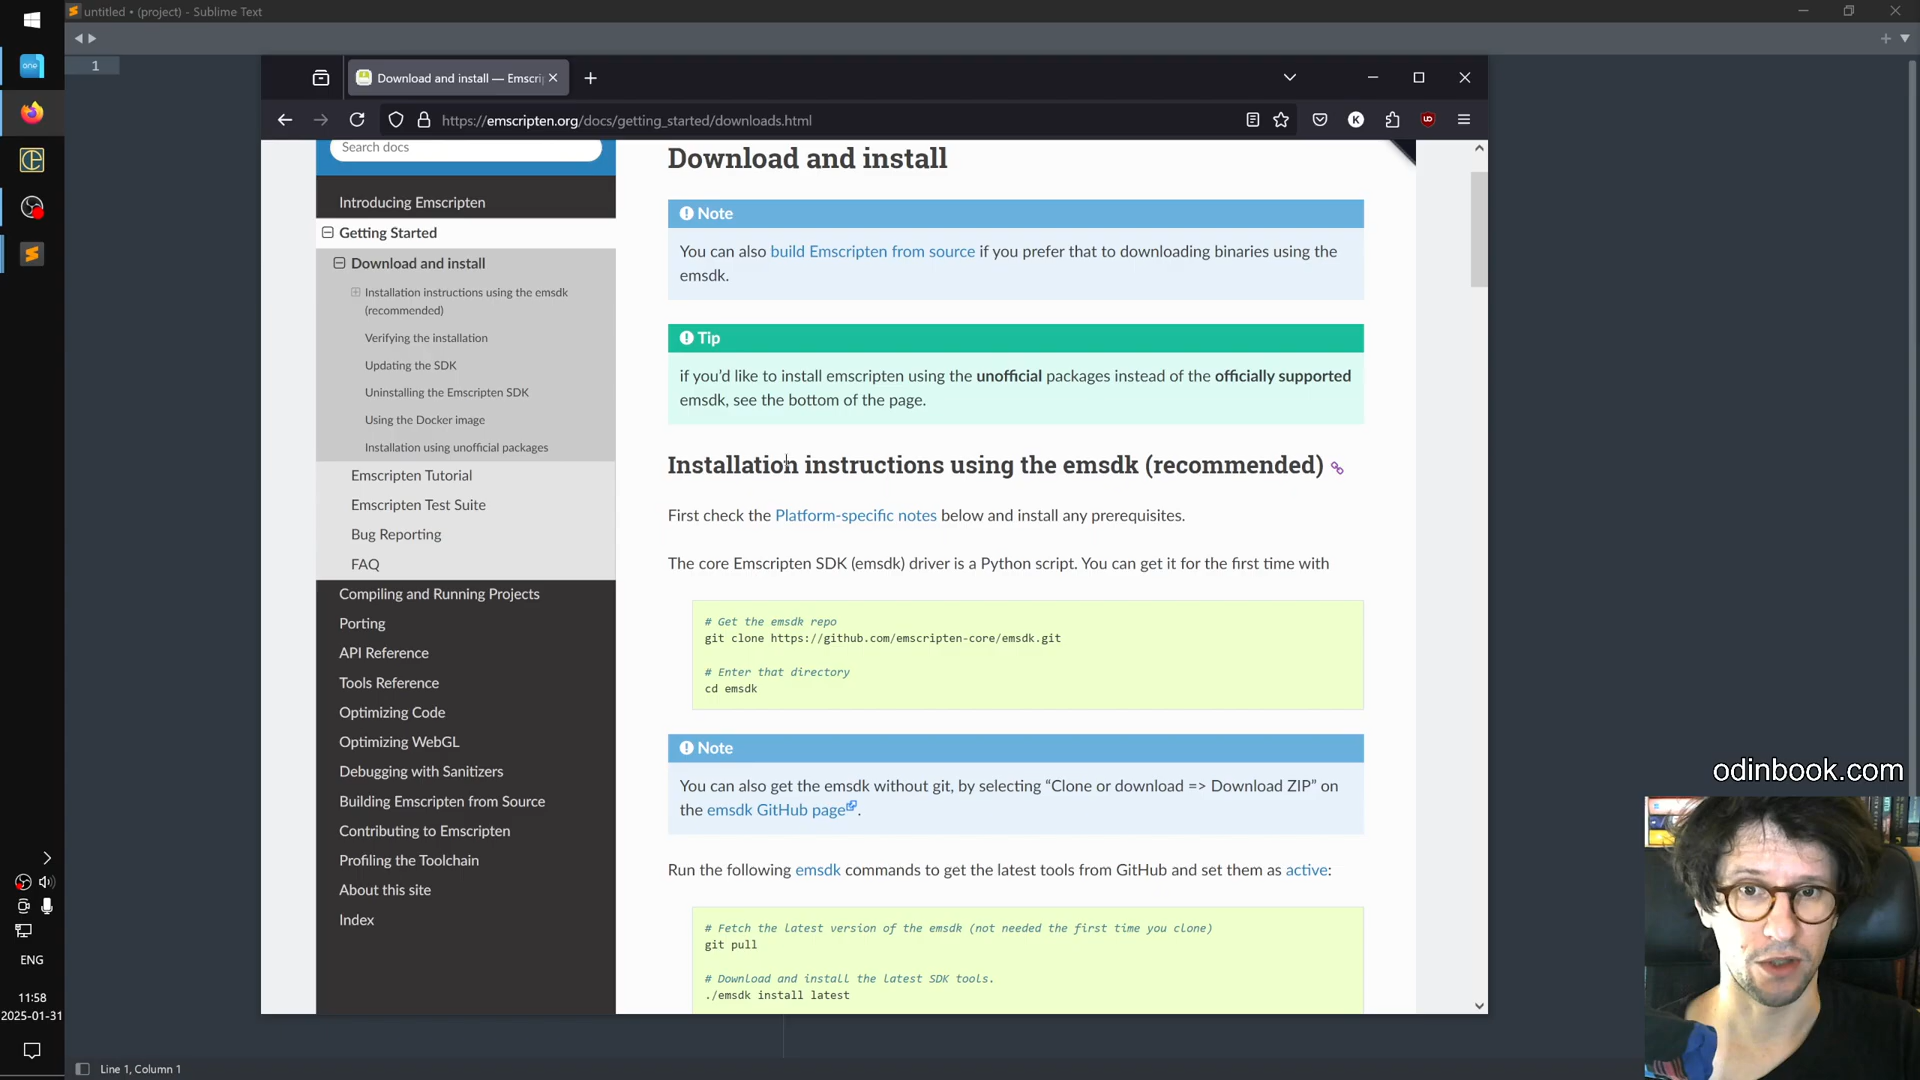 untitled • (project) - Sublime Text
1
Download and install — Emscri
https://emscripten.org/docs/getting_started/downloads.html
Search docs
Introducing Emscripten
Getting Started
Download and install
Installation instructions using the emsdk
(recommended)
Verifying the installation
Updating the SDK
Uninstalling the Emscripten SDK
Using the Docker image
Installation using unofficial packages
Emscripten Tutorial
Emscripten Test Suite
Bug Reporting
FAQ
Compiling and Running Projects
Porting
API Reference
Tools Reference
Optimizing Code
Optimizing WebGL
Debugging with Sanitizers
Building Emscripten from Source
Contributing to Emscripten
Profiling the Toolchain
About this site
Index
Download and install
Note
You can also build Emscripten from source if you prefer that to downloading binaries using the
emsdk.
Tip
if you’d like to install emscripten using the unofficial packages instead of the officially supported
emsdk, see the bottom of the page.
Installation instructions using the emsdk (recommended)
First check the Platform-specific notes below and install any prerequisites.
The core Emscripten SDK (emsdk) driver is a Python script. You can get it for the first time with
# Get the emsdk repo
git clone https://github.com/emscripten-core/emsdk.git
# Enter that directory
cd emsdk
Note
You can also get the emsdk without git, by selecting “Clone or download => Download ZIP” on
the emsdk GitHub page.
Run the following emsdk commands to get the latest tools from GitHub and set them as active:
# Fetch the latest version of the emsdk (not needed the first time you clone)
git pull
# Download and install the latest SDK tools.
./emsdk install latest
odinbook.com
one
K
ENG
11:58
2025-01-31
Line 1, Column 1